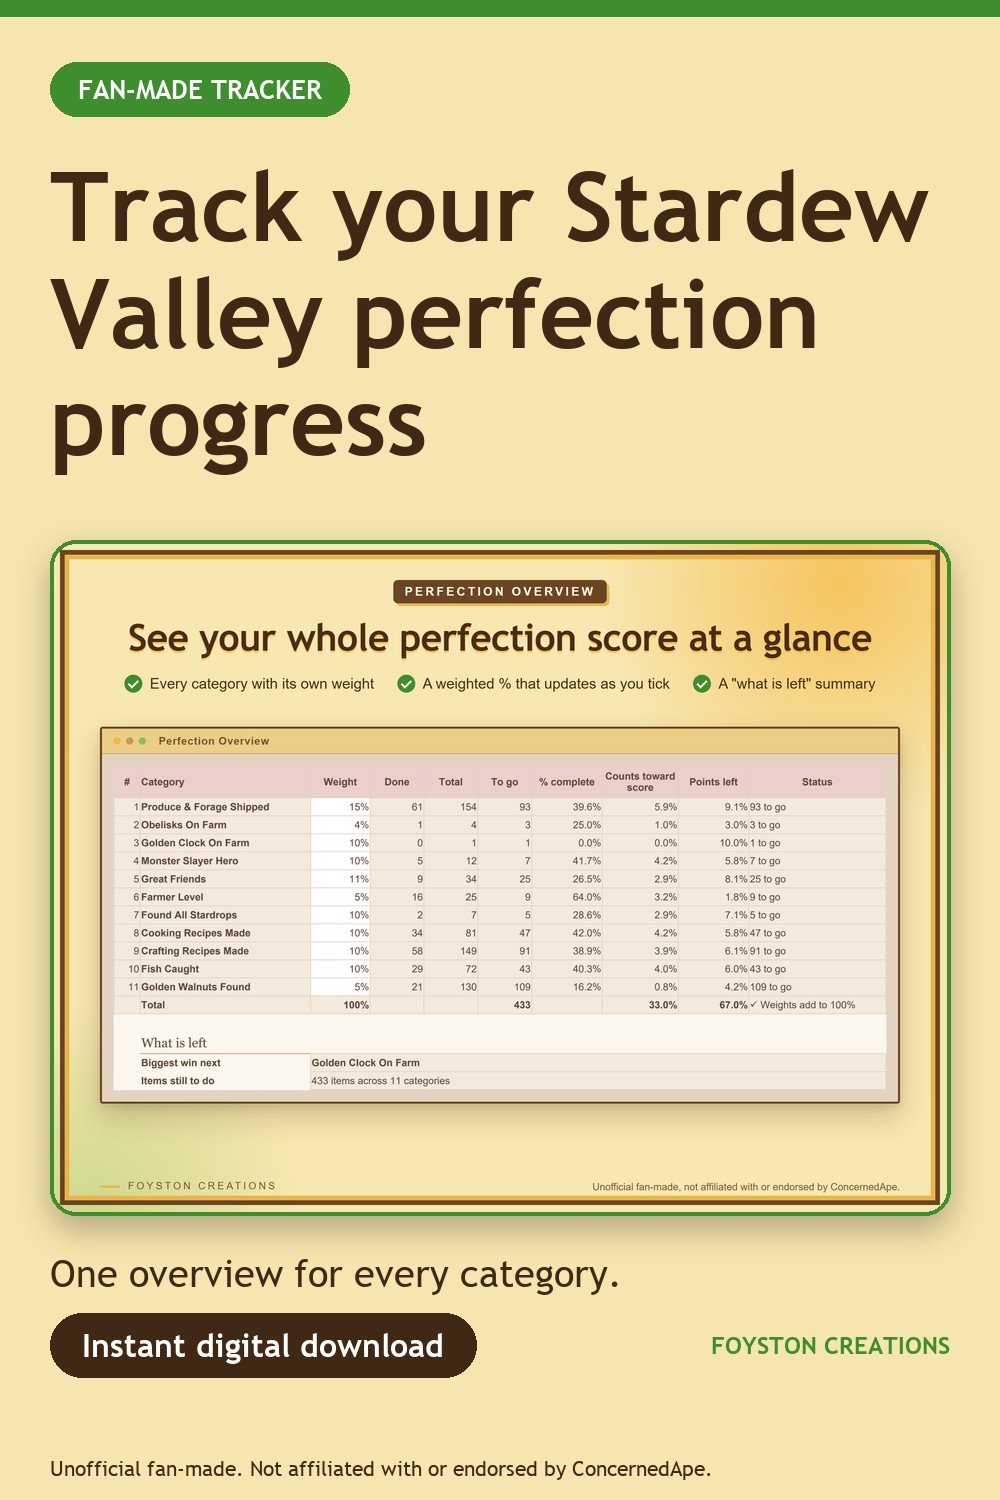 FAN-MADE TRACKER
Track your Stardew
Valley perfection
progress
PERFECTION OVERVIEW
See your whole perfection score at a glance
Every category with its own weight A weighted % that updates as you tick A "what is left" summary
Perfection Overview
# Category Weight Done Total To go % complete Counts toward score Points left Status
1 Produce & Forage Shipped 15% 61 154 93 39.6% 5.9% 9.1% 93 to go
2 Obelisks On Farm 4% 1 4 3 25.0% 1.0% 3.0% 3 to go
3 Golden Clock On Farm 10% 0 1 1 0.0% 0.0% 10.0% 1 to go
4 Monster Slayer Hero 10% 5 12 7 41.7% 4.2% 5.8% 7 to go
5 Great Friends 11% 9 34 25 26.5% 2.9% 8.1% 25 to go
6 Farmer Level 5% 16 25 9 64.0% 3.2% 1.8% 9 to go
7 Found All Stardrops 10% 2 7 5 28.6% 2.9% 7.1% 5 to go
8 Cooking Recipes Made 10% 34 81 47 42.0% 4.2% 5.8% 47 to go
9 Crafting Recipes Made 10% 58 149 91 38.9% 3.9% 6.1% 91 to go
10 Fish Caught 10% 29 72 43 40.3% 4.0% 6.0% 43 to go
11 Golden Walnuts Found 5% 21 130 109 16.2% 0.8% 4.2% 109 to go
Total 100% 433 33.0% 67.0% ✓ Weights add to 100%
What is left
Biggest win next Golden Clock On Farm
Items still to do 433 items across 11 categories
FOYSTON CREATIONS Unofficial fan-made, not affiliated with or endorsed by ConcernedApe.
One overview for every category.
Instant digital download FOYSTON CREATIONS
Unofficial fan-made. Not affiliated with or endorsed by ConcernedApe.